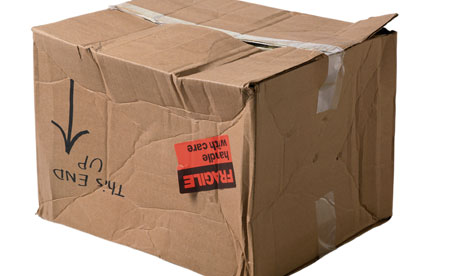 This END
UP
FRAGILE
handle
with care